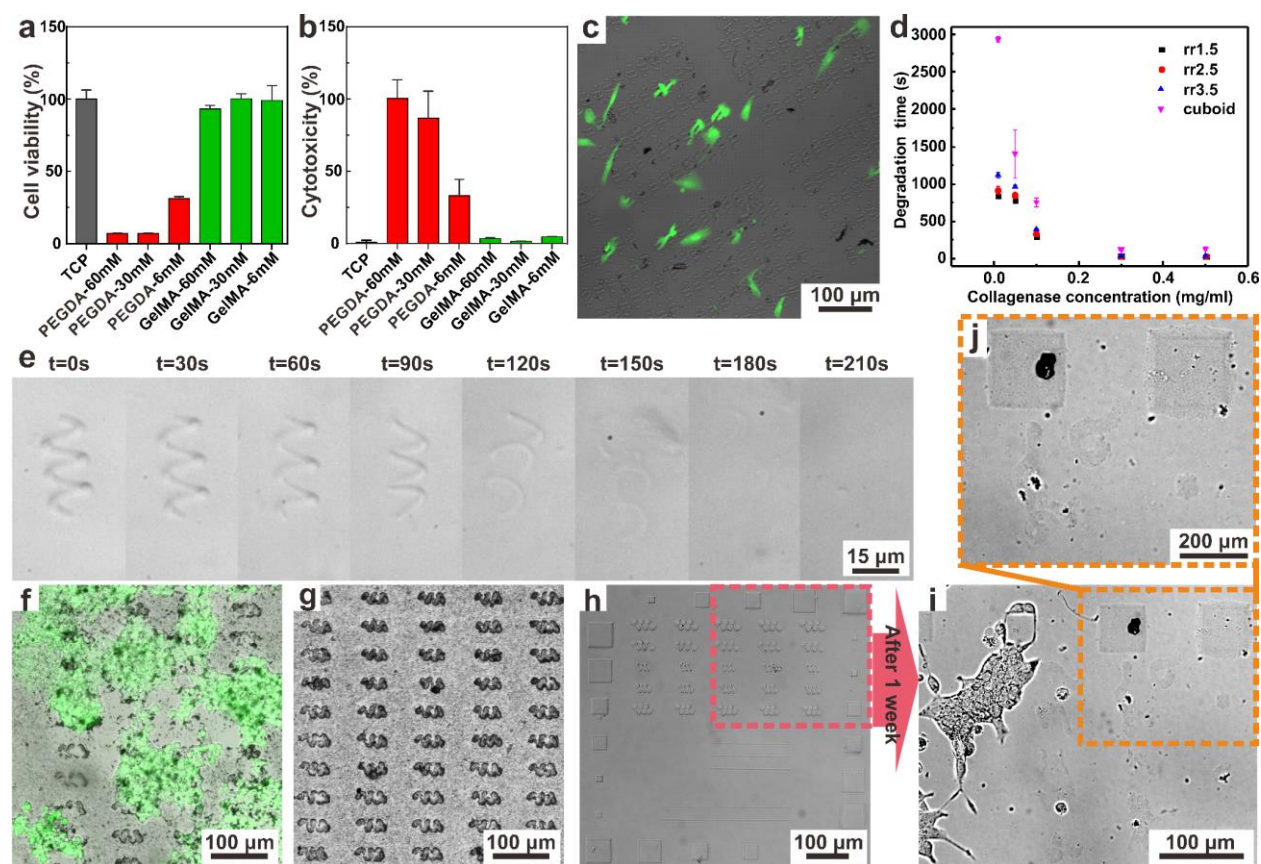 a
150
100
50
0
Cell viability (%)
TCP
PEGDA-60mM
PEGDA-30mM
PEGDA-6mM
GelMA-60mM
GelMA-30mM
GelMA-6mM
b
150
100
50
0
Cytotoxicity (%)
TCP
PEGDA-60mM
PEGDA-30mM
PEGDA-6mM
GelMA-60mM
GelMA-30mM
GelMA-6mM
c
100 µm
d
3000
2500
2000
1500
1000
500
0
Degradation time (s)
rr1.5
rr2.5
rr3.5
cuboid
0.0 0.2 0.4 0.6
Collagenase concentration (mg/ml)
e
t=0s t=30s t=60s t=90s t=120s t=150s t=180s t=210s
15 µm
j
200 µm
f
100 µm
g
100 µm
h
100 µm
After 1 week
i
100 µm